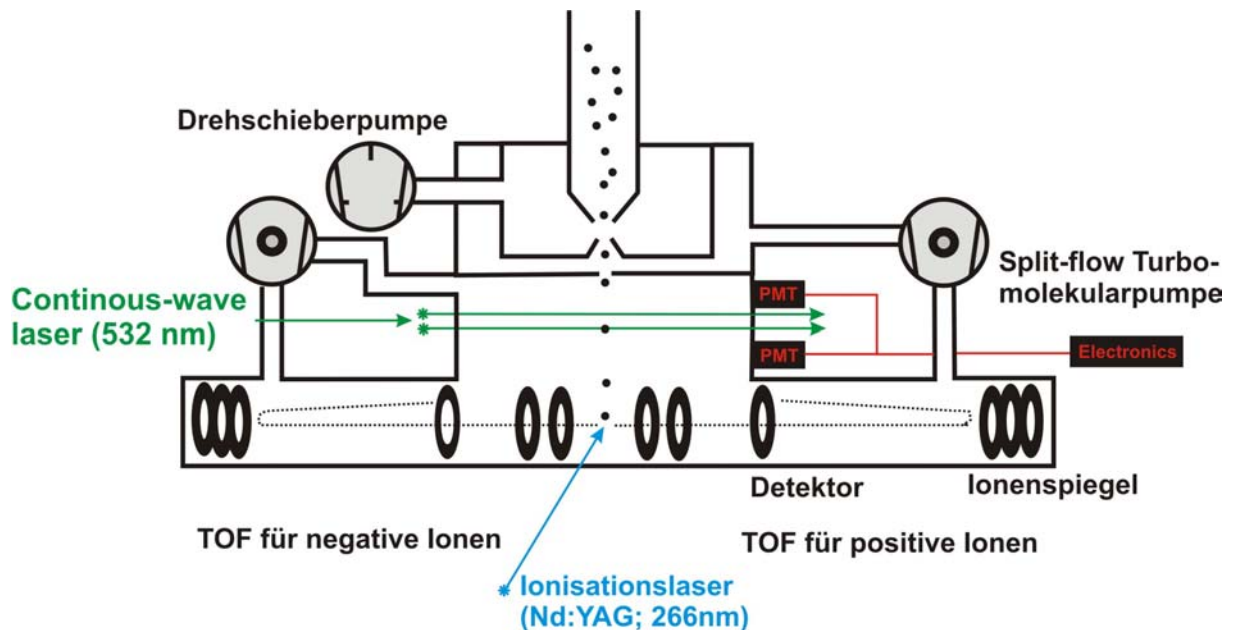 Drehschieberpumpe
Split-flow Turbo-
molekularpumpe
Continous-wave
laser (532 nm)
PMT
PMT
Electronics
Detektor
Ionenspiegel
TOF für negative Ionen
TOF für positive Ionen
Ionisationslaser
(Nd:YAG; 266nm)